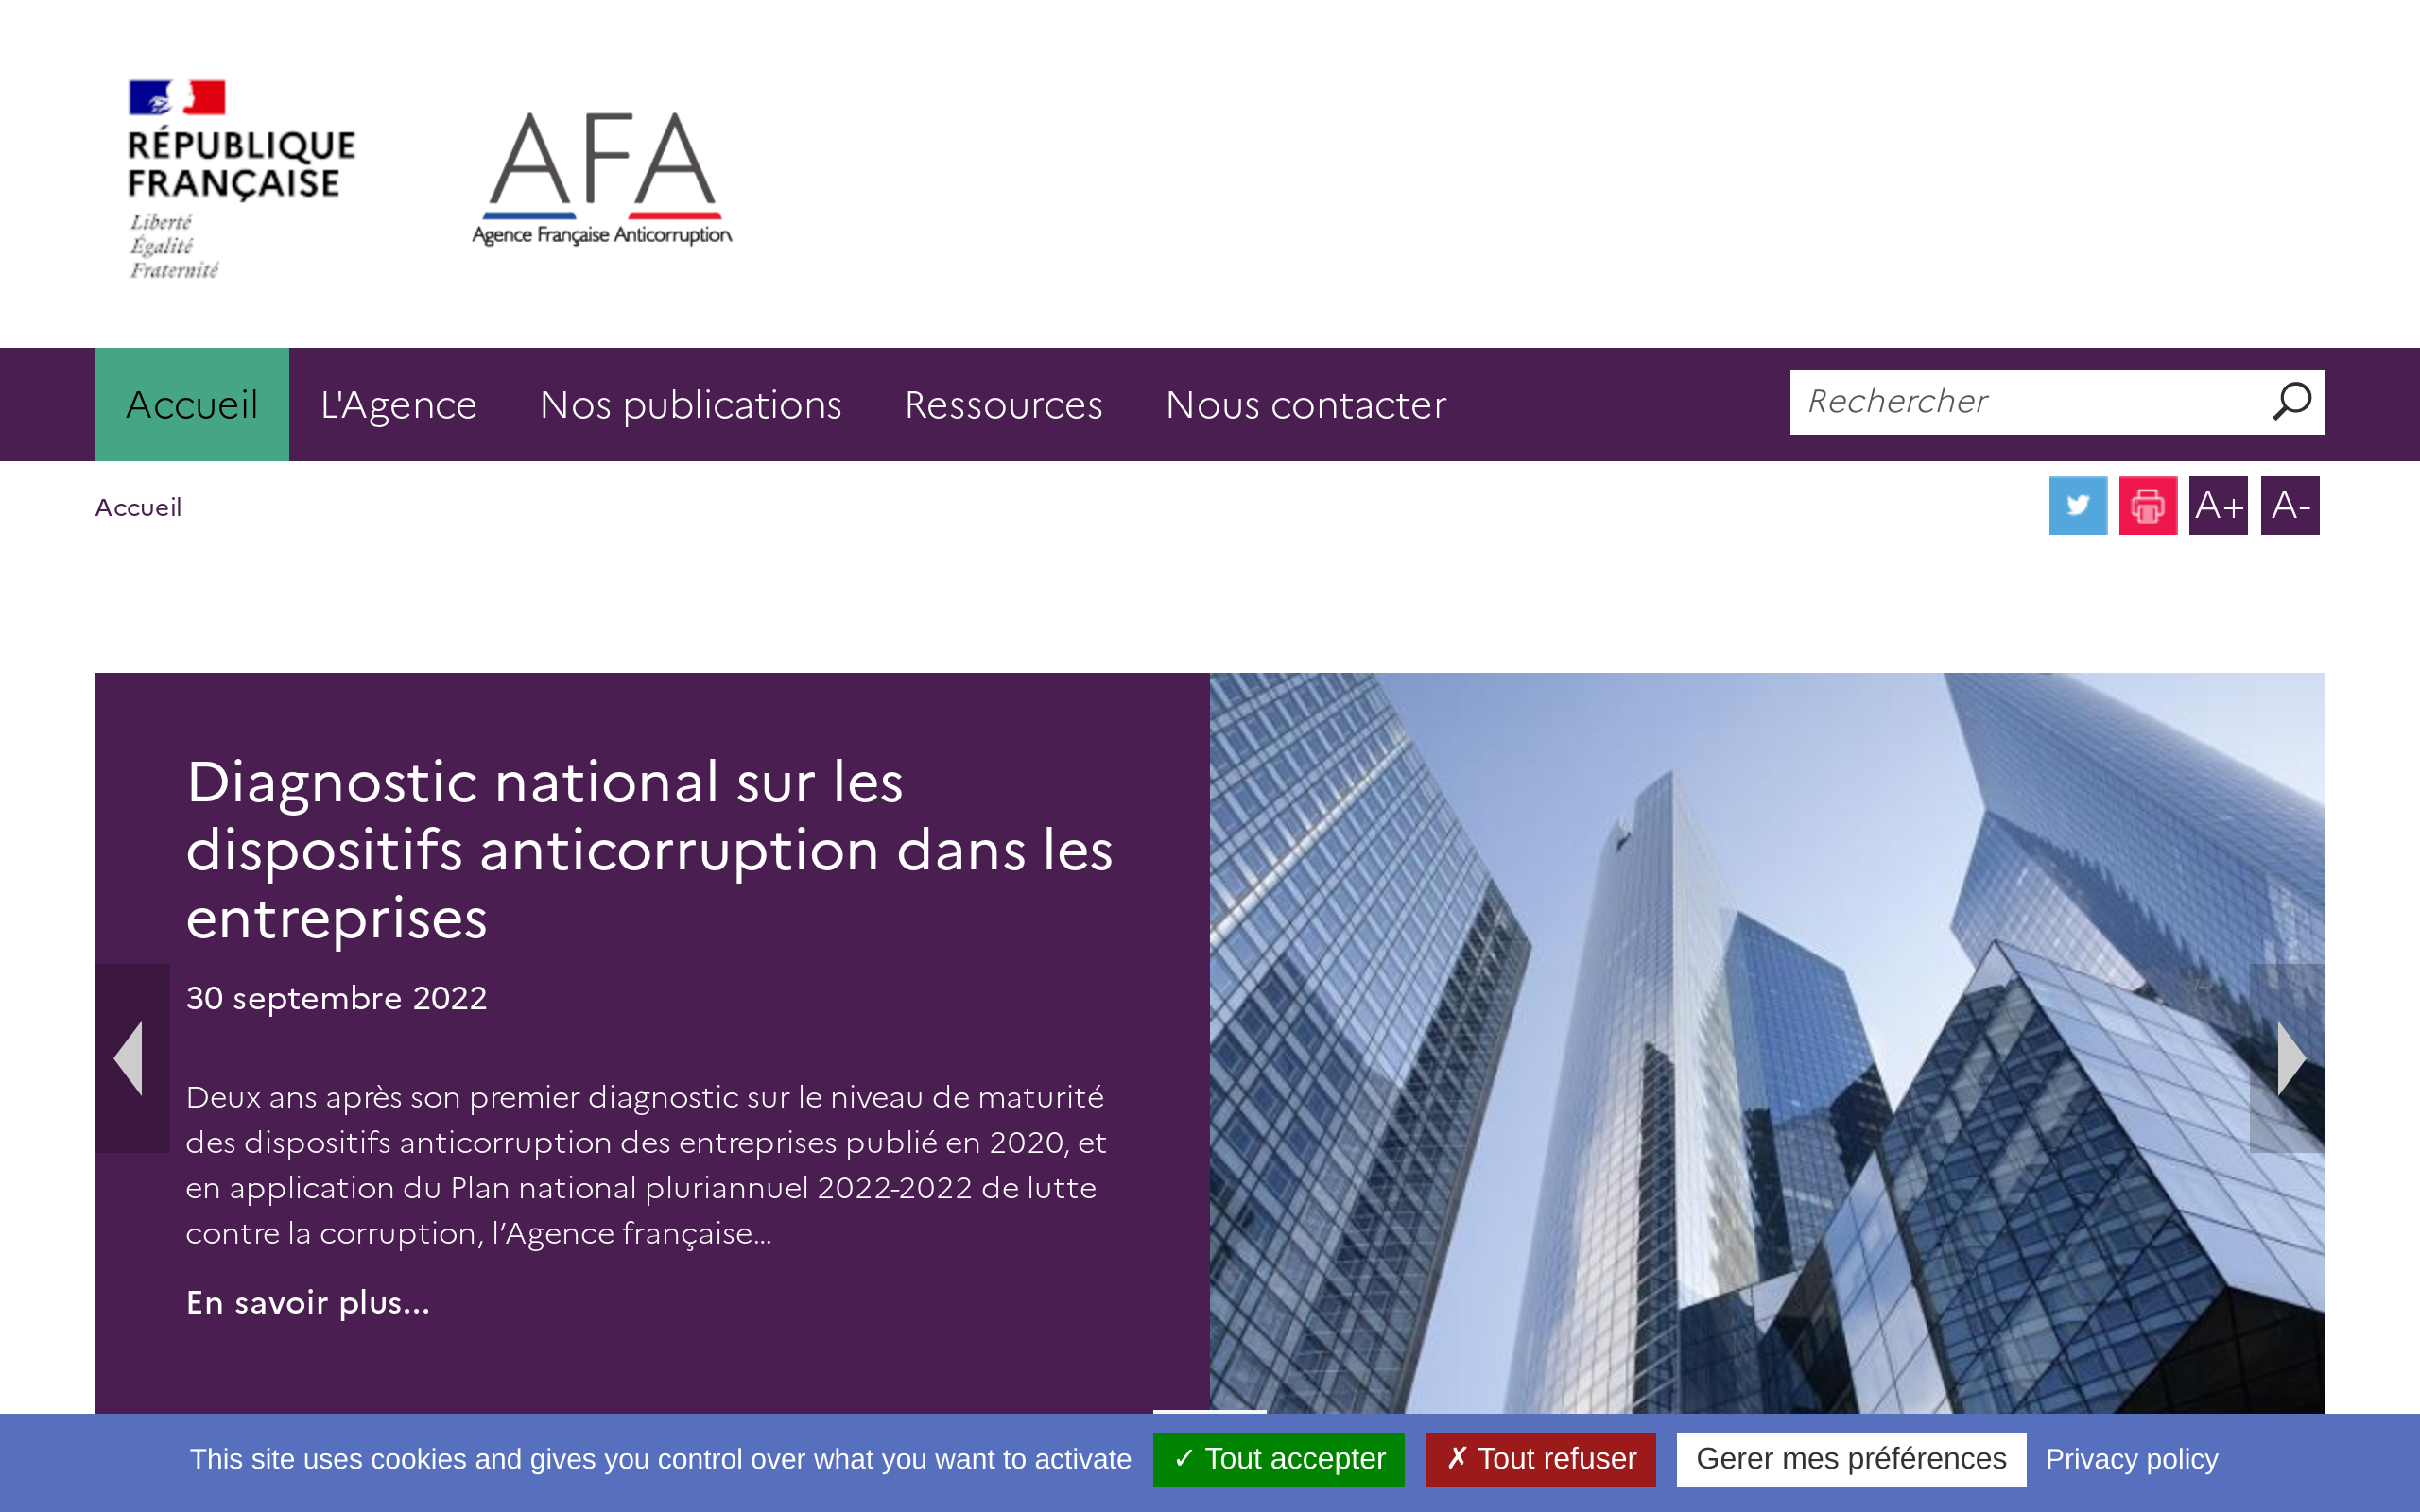 RÉPUBLIQUE
FRANÇAISE
Liberté
Égalité
Fraternité
AFA
Agence Française Anticorruption
Accueil L'Agence Nos publications Ressources Nous contacter Rechercher
Accueil A+ A-
Diagnostic national sur les
dispositifs anticorruption dans les
entreprises
30 septembre 2022
Deux ans après son premier diagnostic sur le niveau de maturité
des dispositifs anticorruption des entreprises publié en 2020, et
en application du Plan national pluriannuel 2022-2022 de lutte
contre la corruption, l’Agence française...
En savoir plus...
This site uses cookies and gives you control over what you want to activate ✓ Tout accepter ✗ Tout refuser Gerer mes préférences Privacy policy